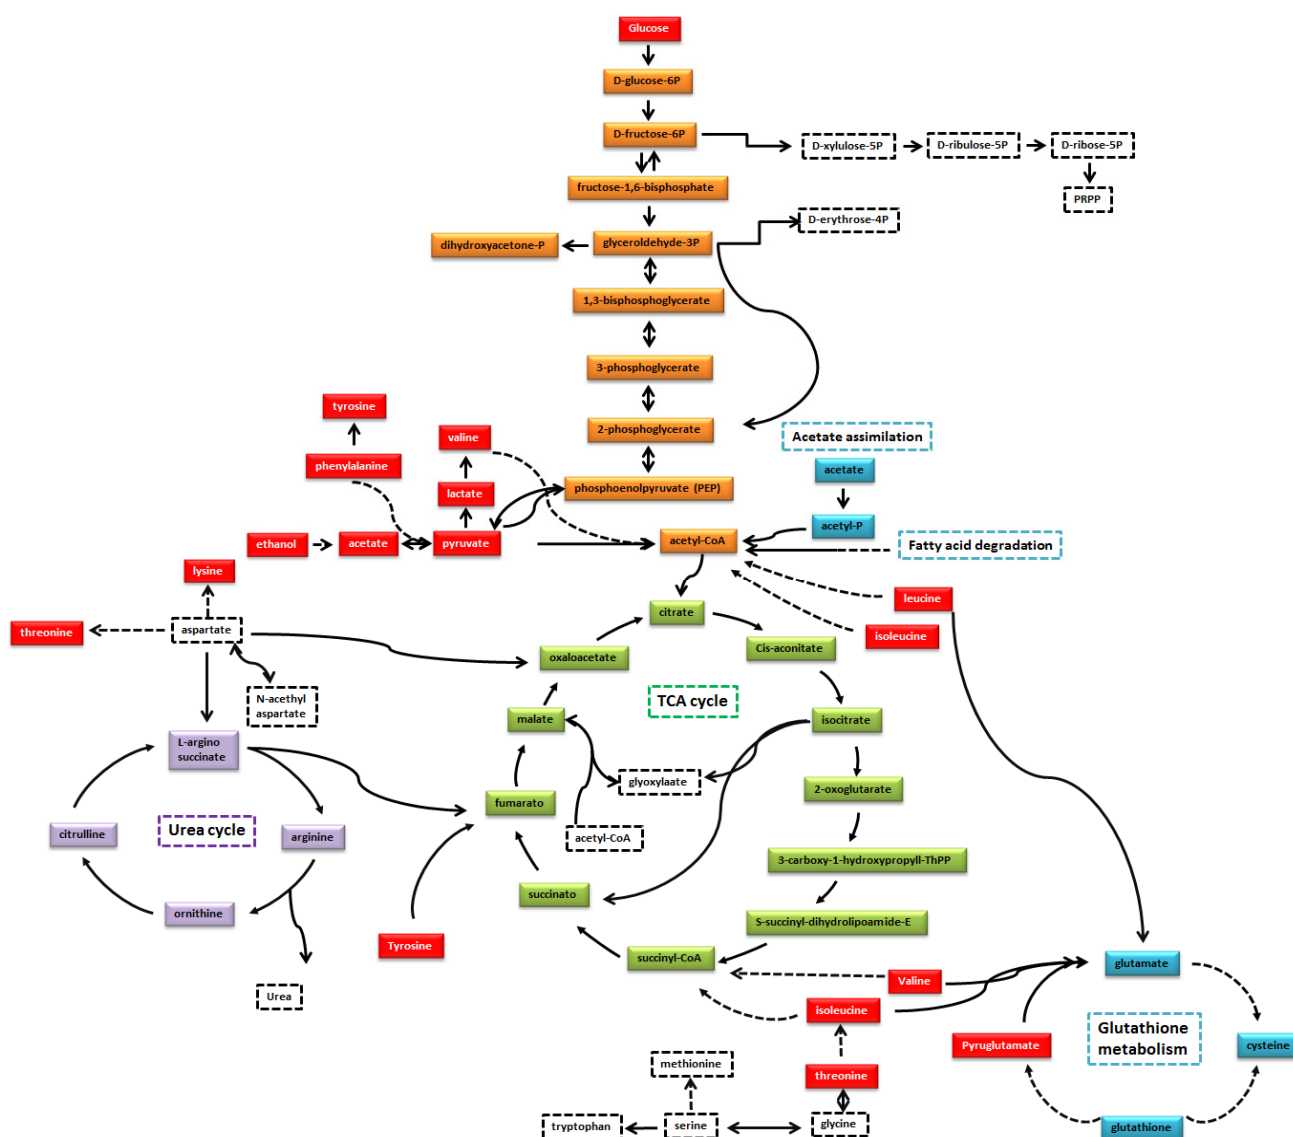 Glucose
D-glucose-6P
D-fructose-6P
D-xylulose-5P
D-ribulose-5P
D-ribose-5P
fructose-1,6-bisphosphate
PRPP
D-erythrose-4P
dihydroxyacetone-P
glyceroldehyde-3P
1,3-bisphosphoglycerate
3-phosphoglycerate
tyrosine
2-phosphoglycerate
valine
Acetate assimilation
phenylalanine
acetate
lactate
phosphoenolpyruvate (PEP)
acetyl-P
ethanol
acetate
pyruvate
acetyl-CoA
Fatty acid degradation
lysine
leucine
citrate
threonine
aspartate
isoleucine
Cis-aconitate
oxaloacetate
N-acethyl
aspartate
TCA cycle
malate
isocitrate
L-argino
succinate
glyoxylaate
2-oxoglutarate
fumarato
citrulline
Urea cycle
arginine
acetyl-CoA
3-carboxy-1-hydroxypropyll-ThPP
succinato
ornithine
S-succinyl-dihydrolipoamide-E
Tyrosine
succinyl-CoA
glutamate
Valine
Urea
isoleucine
Pyruglutamate
Glutathione
metabolism
cysteine
methionine
threonine
tryptophan
serine
glycine
glutathione